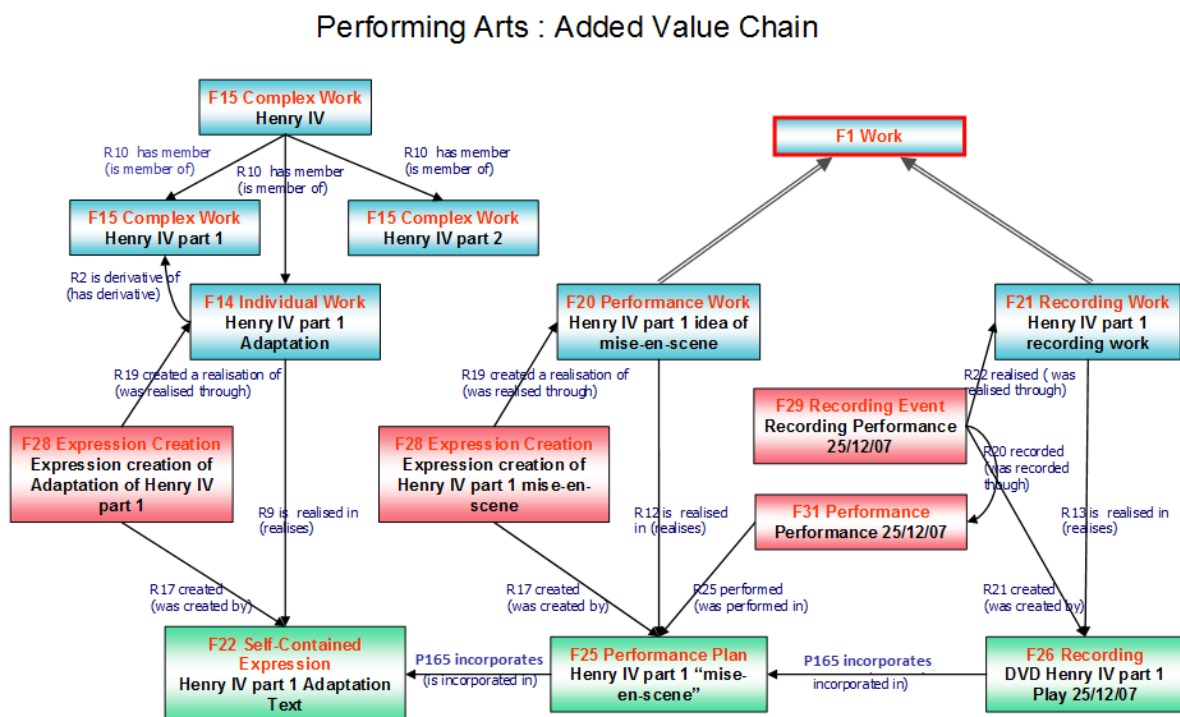 Performing Arts : Added Value Chain
F15 Complex Work
Henry IV
F1 Work
R10  has member
(is member of)
R10  has member
(is member of)
R10  has member
(is member of)
F15 Complex Work
Henry IV part 1
F15 Complex Work
Henry IV part 2
R2 is derivative of
(has derivative)
F14 Individual Work
Henry IV part 1
Adaptation
F20 Performance Work
Henry IV part 1 idea of
mise-en-scene
F21 Recording Work
Henry IV part 1
recording work
R19 created a realisation of
(was realised through)
R19 created a realisation of
(was realised through)
R22 realised ( was
realised through)
F29 Recording Event
Recording Performance
25/12/07
F28 Expression Creation
Expression creation of
Adaptation of Henry IV
part 1
F28 Expression Creation
Expression creation of
Henry IV part 1 mise-en-
scene
R20 recorded
(was recorded
though)
R9 is  realised in
(realises)
R12 is  realised
in (realises)
F31 Performance
Performance 25/12/07
R13 is  realised in
(realises)
R17 created
(was created by)
R17 created
(was created by)
R25 performed
(was performed in)
R21 created
(was created by)
F22 Self-Contained
Expression
Henry IV part 1 Adaptation
Text
P165 incorporates
(is incorporated in)
F25 Performance Plan
Henry IV part 1 “mise-
en-scene”
P165 incorporates
incorporated in)
F26 Recording
DVD Henry IV part 1
Play 25/12/07